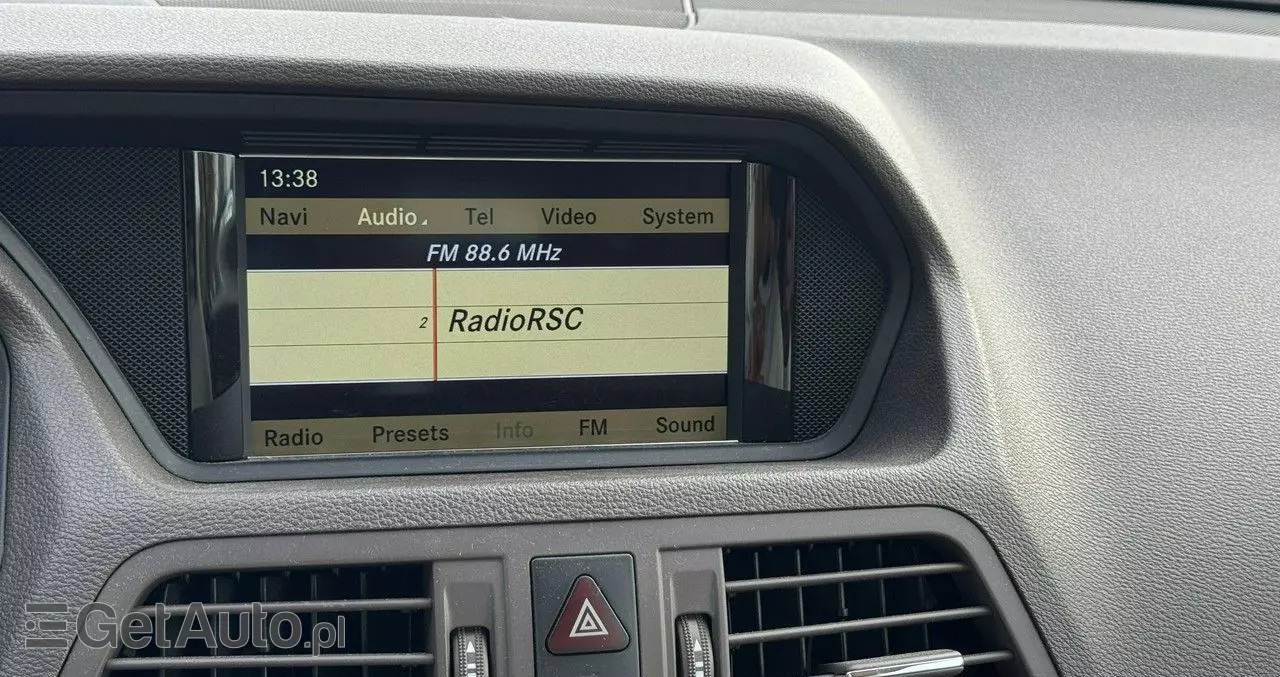 13:38
Navi Audio Tel Video System
FM 88.6 MHz
2 RadioRSC
Radio Presets Info FM Sound
GetAuto.pl